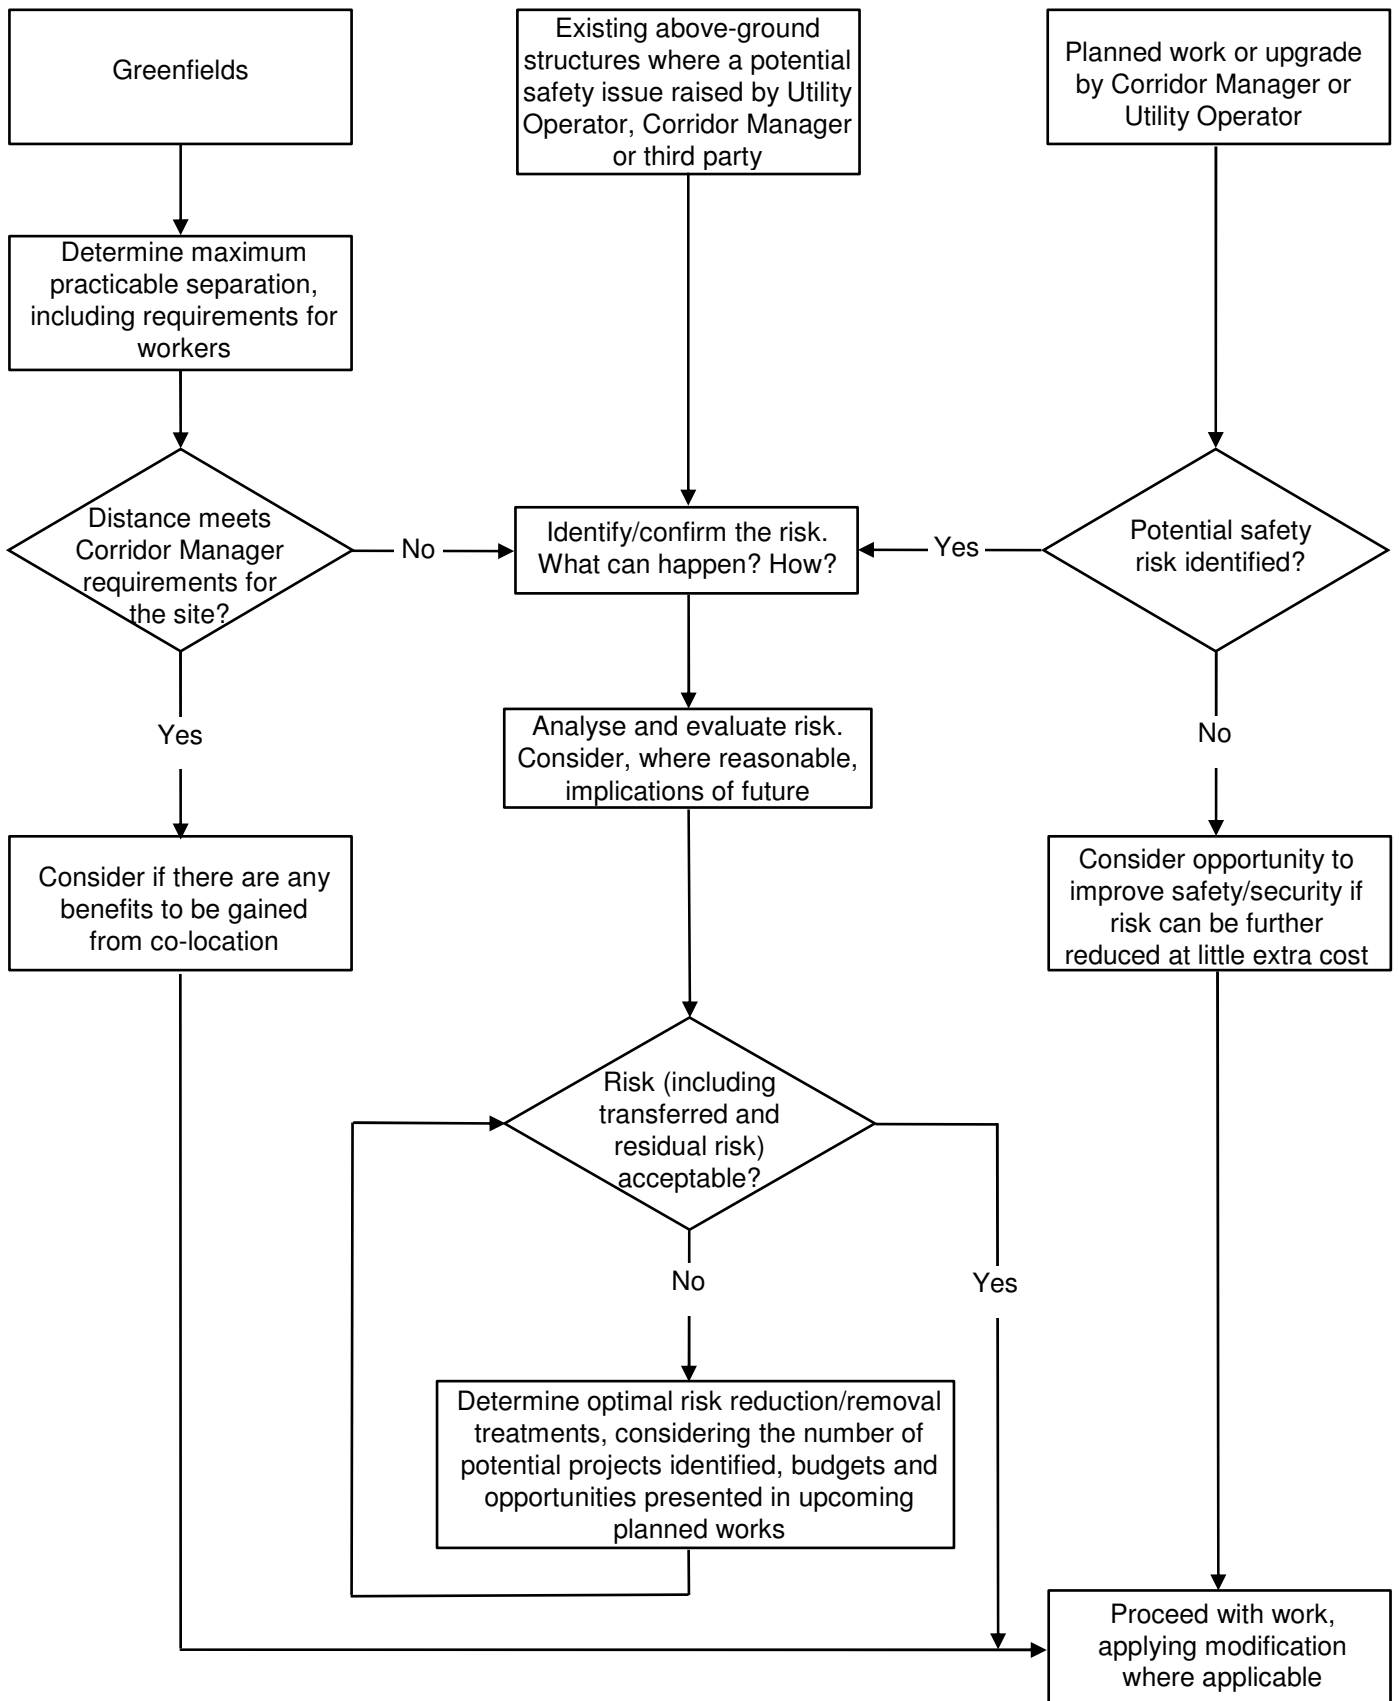 Greenfields
Existing above-ground
structures where a potential
safety issue raised by Utility
Operator, Corridor Manager
or third party
Planned work or upgrade
by Corridor Manager or
Utility Operator
Determine maximum
practicable separation,
including requirements for
workers
Distance meets
Corridor Manager
requirements for
the site?
No
Identify/confirm the risk.
What can happen? How?
Yes
Potential safety
risk identified?
Yes
Analyse and evaluate risk.
Consider, where reasonable,
implications of future
No
Consider if there are any
benefits to be gained
from co-location
Consider opportunity to
improve safety/security if
risk can be further
reduced at little extra cost
Risk (including
transferred and
residual risk)
acceptable?
No
Yes
Determine optimal risk reduction/removal
treatments, considering the number of
potential projects identified, budgets and
opportunities presented in upcoming
planned works
Proceed with work,
applying modification
where applicable